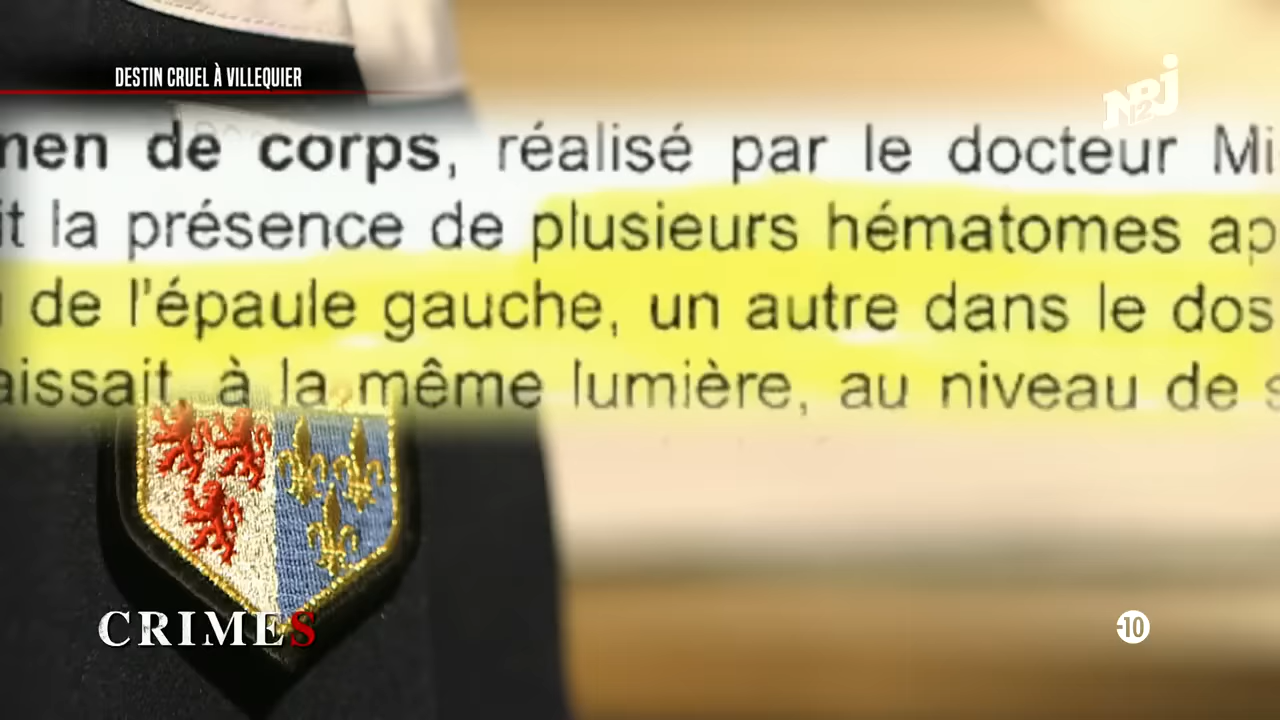 DESTIN CRUEL À VILLEQUIER
NRJ
12
men de corps, réalisé par le docteur
it la présence de plusieurs hématomes
de l'épaule gauche, un autre dans le dos
aissait, à la même lumière, au niveau de
CRIMES
-10